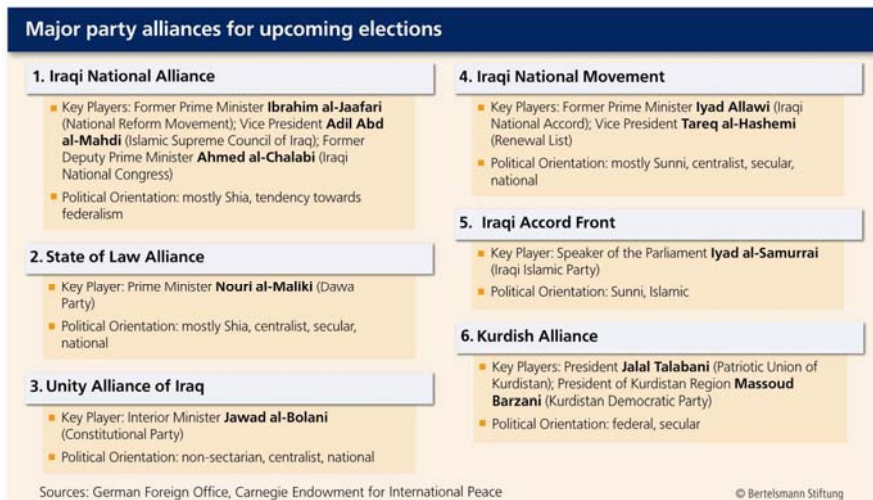 Major party alliances for upcoming elections
1. Iraqi National Alliance
Key Players: Former Prime Minister Ibrahim al-Jaafari
(National Reform Movement); Vice President Adil Abd
al-Mahdi (Islamic Supreme Council of Iraq); Former
Deputy Prime Minister Ahmed al-Chalabi (Iraqi
National Congress)
Political Orientation: mostly Shia, tendency towards
federalism
2. State of Law Alliance
Key Player: Prime Minister Nouri al-Maliki (Dawa
Party)
Political Orientation: mostly Shia, centralist, secular,
national
3. Unity Alliance of Iraq
Key Player: Interior Minister Jawad al-Bolani
(Constitutional Party)
Political Orientation: non-sectarian, centralist, national
4. Iraqi National Movement
Key Players: Former Prime Minister Iyad Allawi (Iraqi
National Accord); Vice President Tareq al-Hashemi
(Renewal List)
Political Orientation: mostly Sunni, centralist, secular,
national
5. Iraqi Accord Front
Key Player: Speaker of the Parliament Iyad al-Samurrai
(Iraqi Islamic Party)
Political Orientation: Sunni, Islamic
6. Kurdish Alliance
Key Players: President Jalal Talabani (Patriotic Union of
Kurdistan); President of Kurdistan Region Massoud
Barzani (Kurdistan Democratic Party)
Political Orientation: federal, secular
Sources: German Foreign Office, Carnegie Endowment for International Peace
© Bertelsmann Stiftung